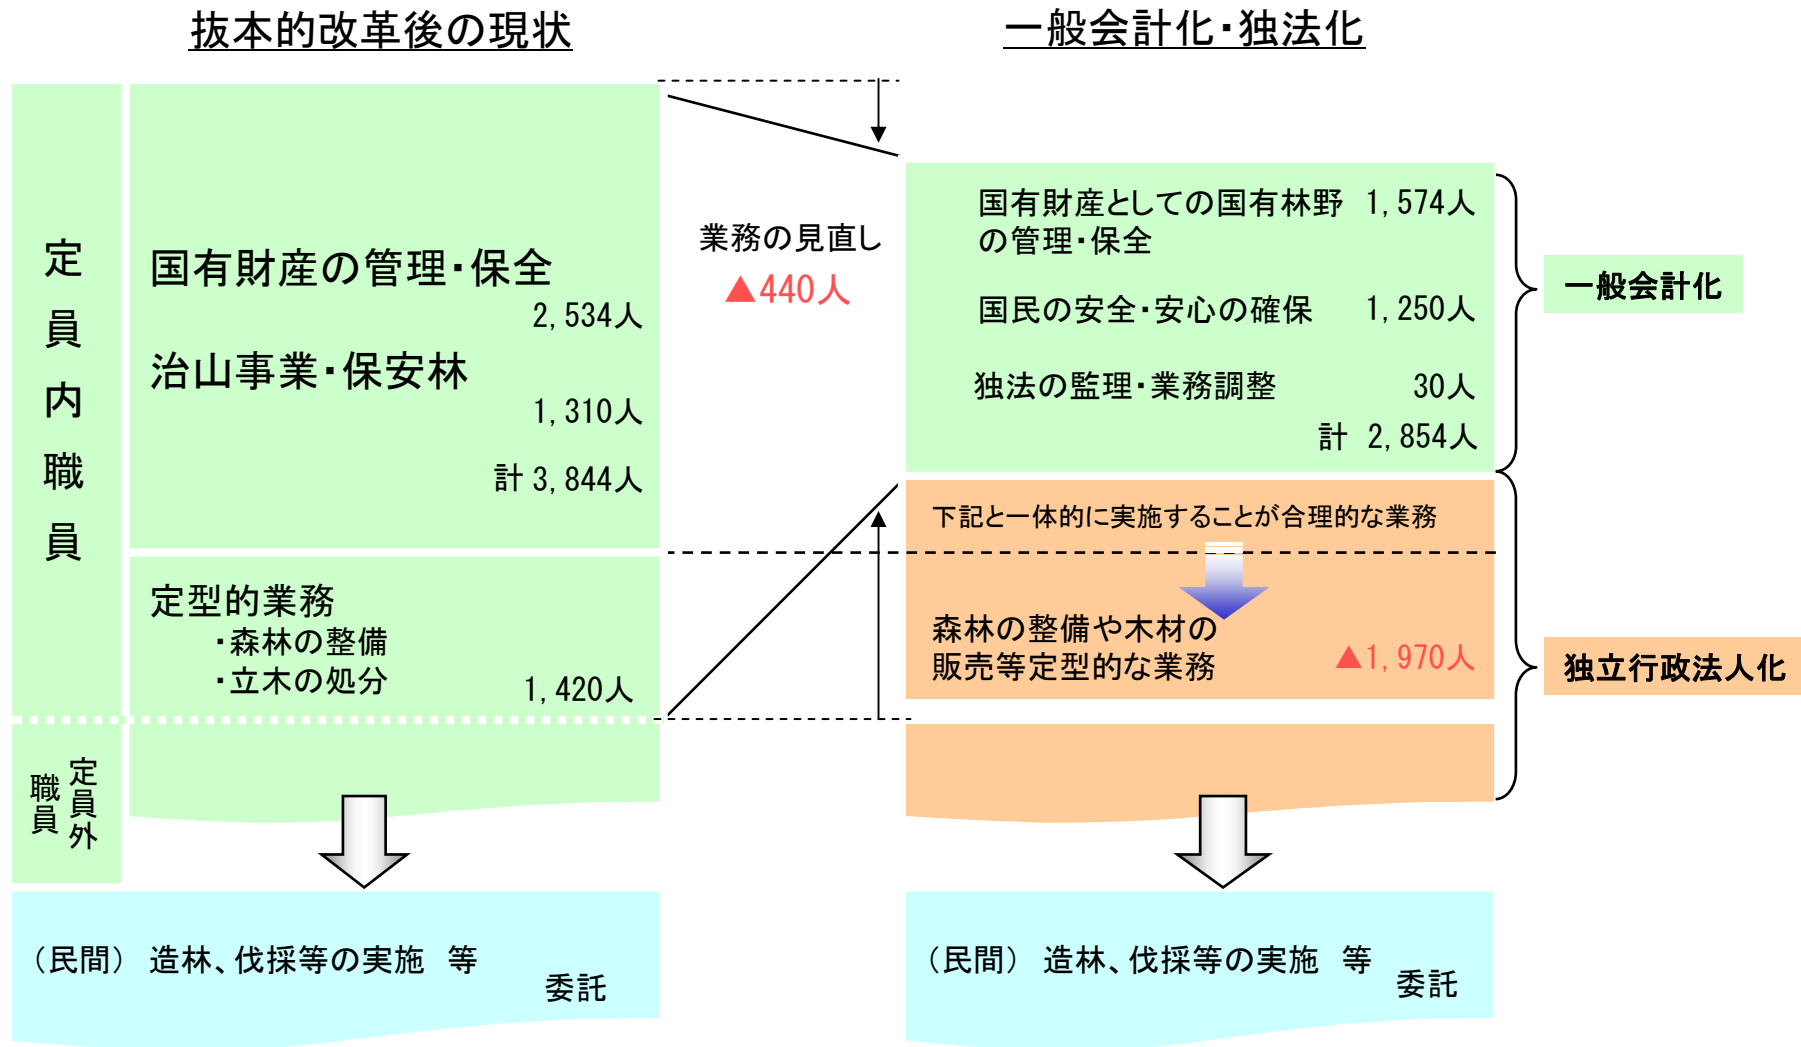 抜本的改革後の現状
一般会計化・独法化
定員内職員
国有財産の管理・保全
2,534人
治山事業・保安林
1,310人
計 3,844人
定型的業務
・森林の整備
・立木の処分
1,420人
定員外
職員
業務の見直し
▲440人
国有財産としての国有林野 1,574人
の管理・保全
国民の安全・安心の確保 1,250人
独法の監理・業務調整 30人
計 2,854人
一般会計化
下記と一体的に実施することが合理的な業務
森林の整備や木材の
販売等定型的な業務
▲1,970人
独立行政法人化
（民間） 造林、伐採等の実施 等
委託
（民間） 造林、伐採等の実施 等
委託